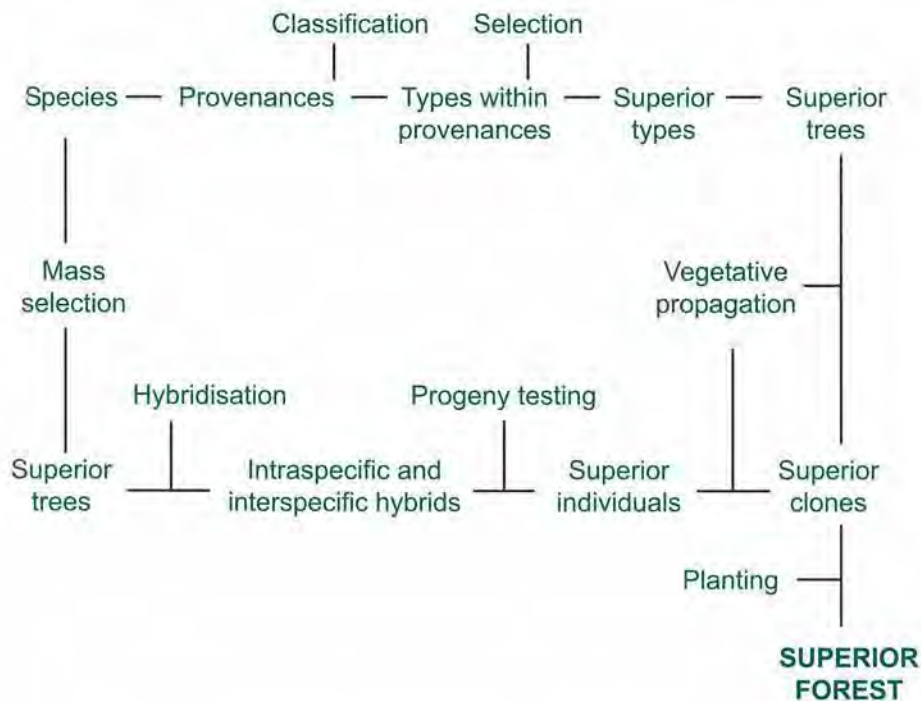 Classification Selection
Species Provenances Types within Superior Superior
provenances types trees
Mass Vegetative
selection propagation
Hybridisation Progeny testing
Superior Intraspecific and Superior Superior
trees interspecific hybrids individuals clones
Planting
SUPERIOR
FOREST